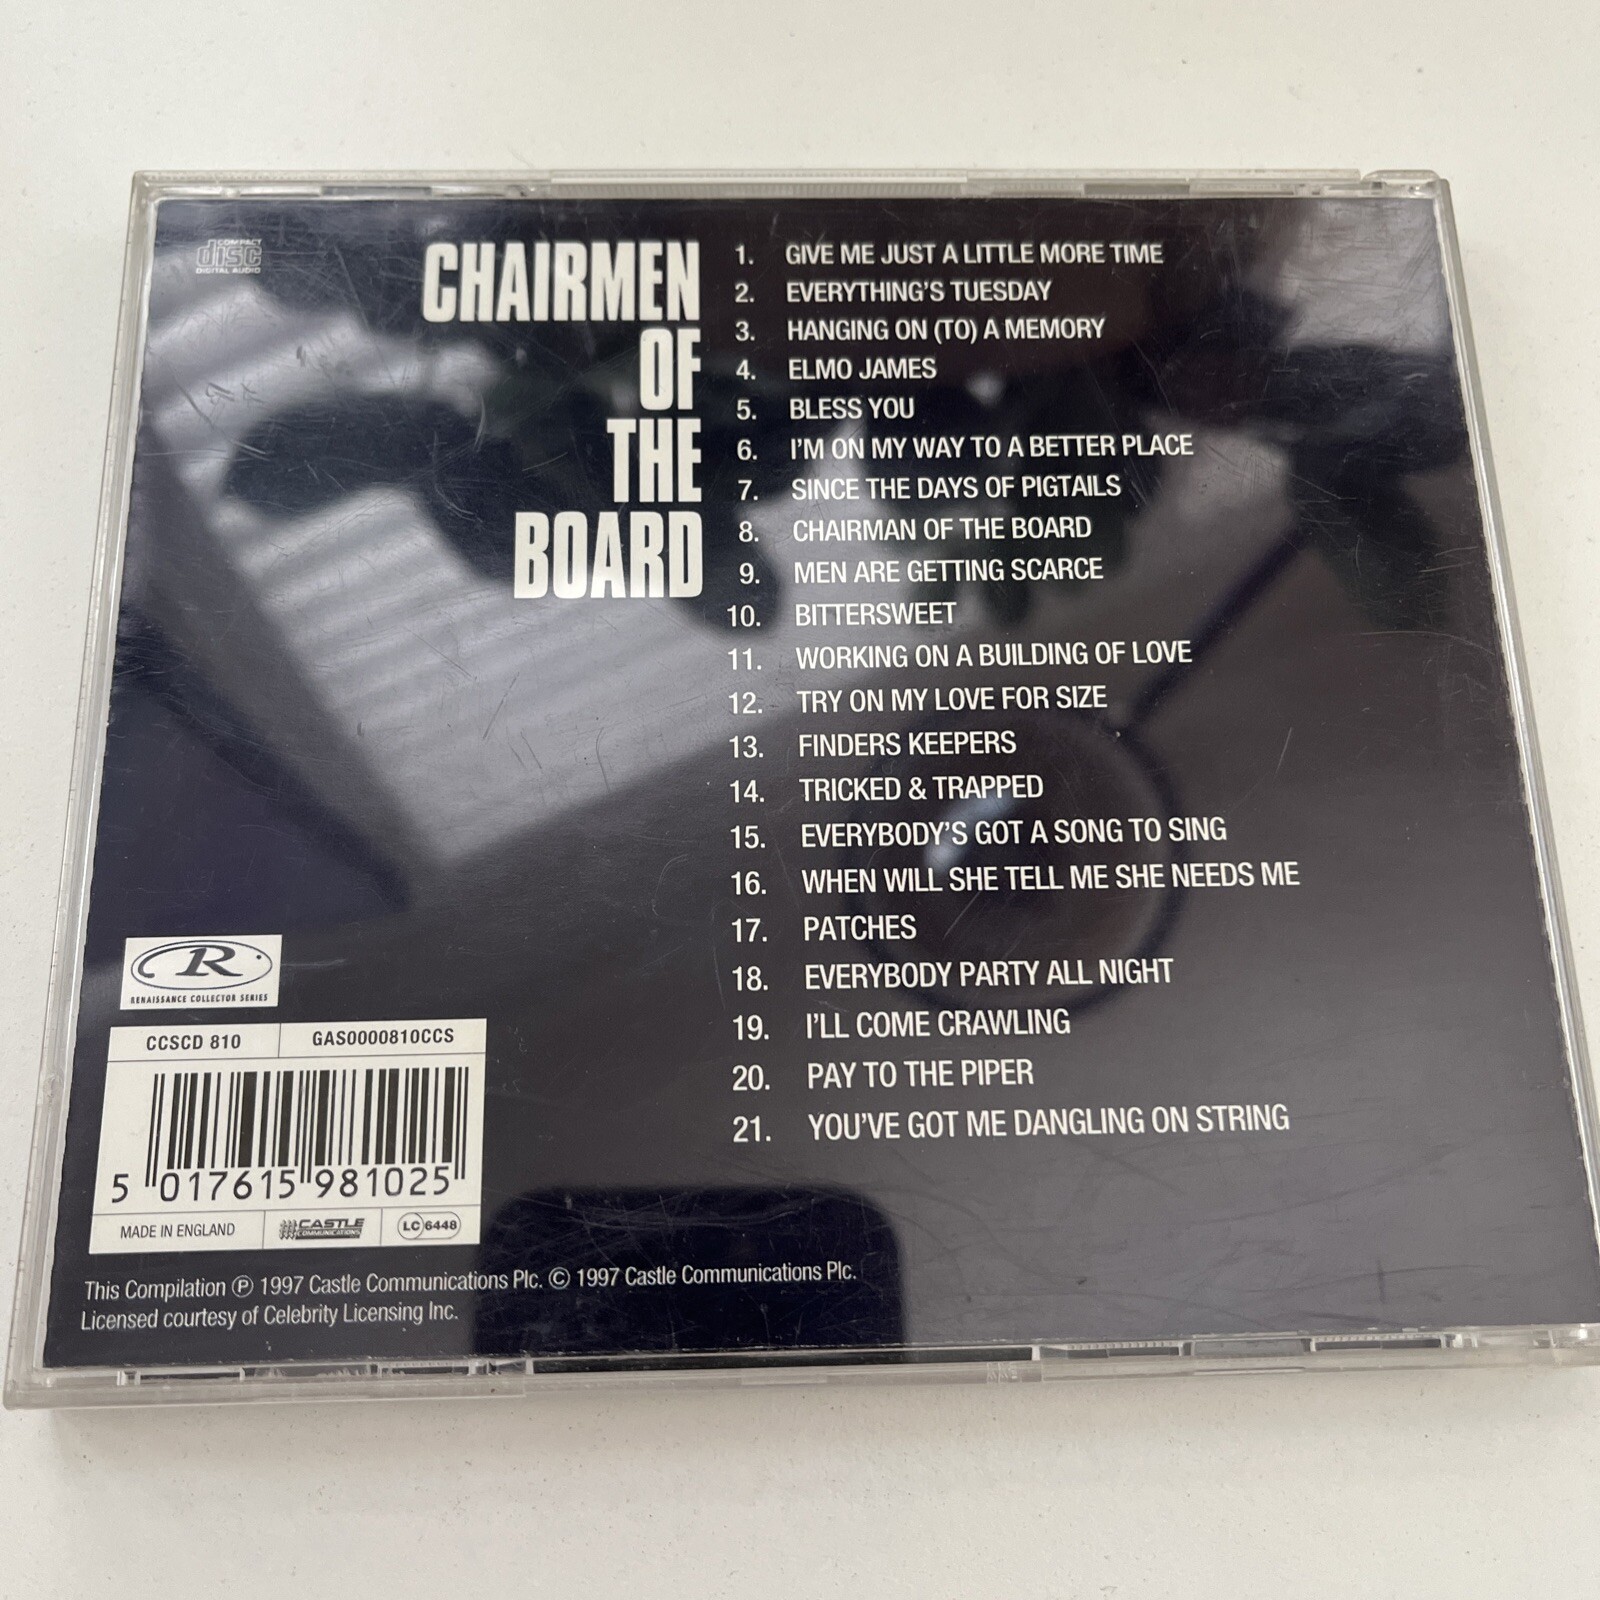 COMPACT
disc
DIGITAL AUDIO
CHAIRMEN
OF
THE
BOARD
1. GIVE ME JUST A LITTLE MORE TIME
2. EVERYTHING'S TUESDAY
3. HANGING ON (TO) A MEMORY
4. ELMO JAMES
5. BLESS YOU
6. I'M ON MY WAY TO A BETTER PLACE
7. SINCE THE DAYS OF PIGTAILS
8. CHAIRMAN OF THE BOARD
9. MEN ARE GETTING SCARCE
10. BITTERSWEET
11. WORKING ON A BUILDING OF LOVE
12. TRY ON MY LOVE FOR SIZE
13. FINDERS KEEPERS
14. TRICKED & TRAPPED
15. EVERYBODY'S GOT A SONG TO SING
16. WHEN WILL SHE TELL ME SHE NEEDS ME
17. PATCHES
18. EVERYBODY PARTY ALL NIGHT
19. I'LL COME CRAWLING
20. PAY TO THE PIPER
21. YOU'VE GOT ME DANGLING ON STRING
R
RENAISSANCE COLLECTOR SERIES
CCSCD 810 GAS0000810CCS
5 017615 981025
MADE IN ENGLAND CASTLE COMMUNICATIONS LC 6448
This Compilation ℗ 1997 Castle Communications Plc. © 1997 Castle Communications Plc.
Licensed courtesy of Celebrity Licensing Inc.